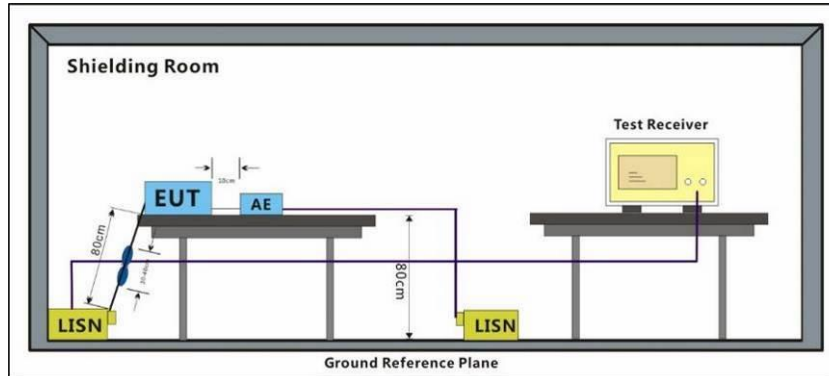 Shielding Room
Test Receiver
10cm
EUT
AE
80cm
80cm
LISN
LISN
Ground Reference Plane